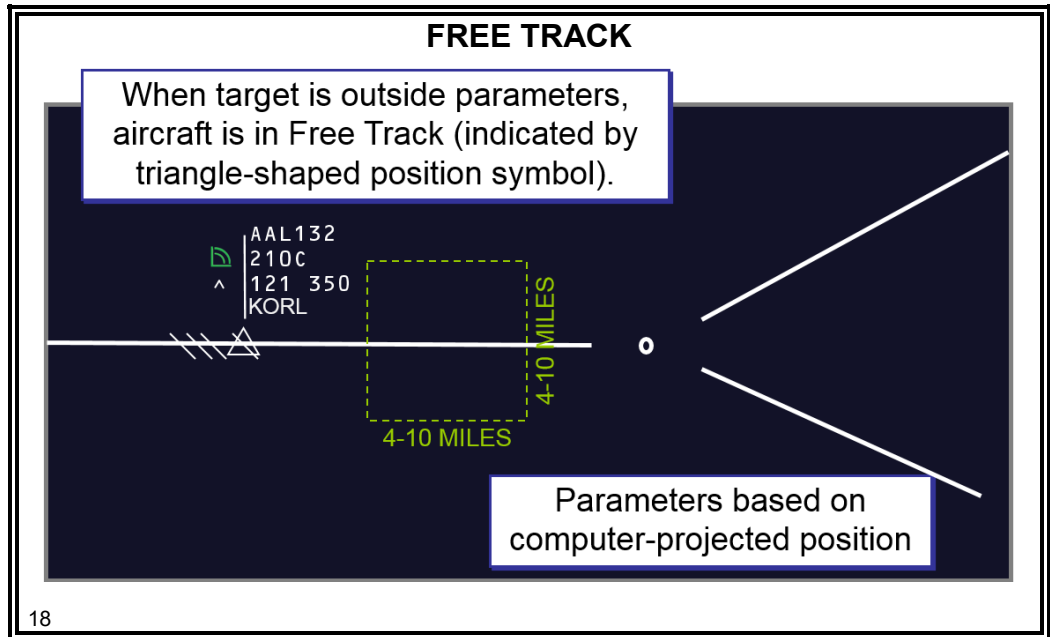 FREE TRACK
When target is outside parameters,
aircraft is in Free Track (indicated by
triangle-shaped position symbol).
AAL132
210C
^ 121 350
KORL
4-10 MILES
4-10 MILES
Parameters based on
computer-projected position
18